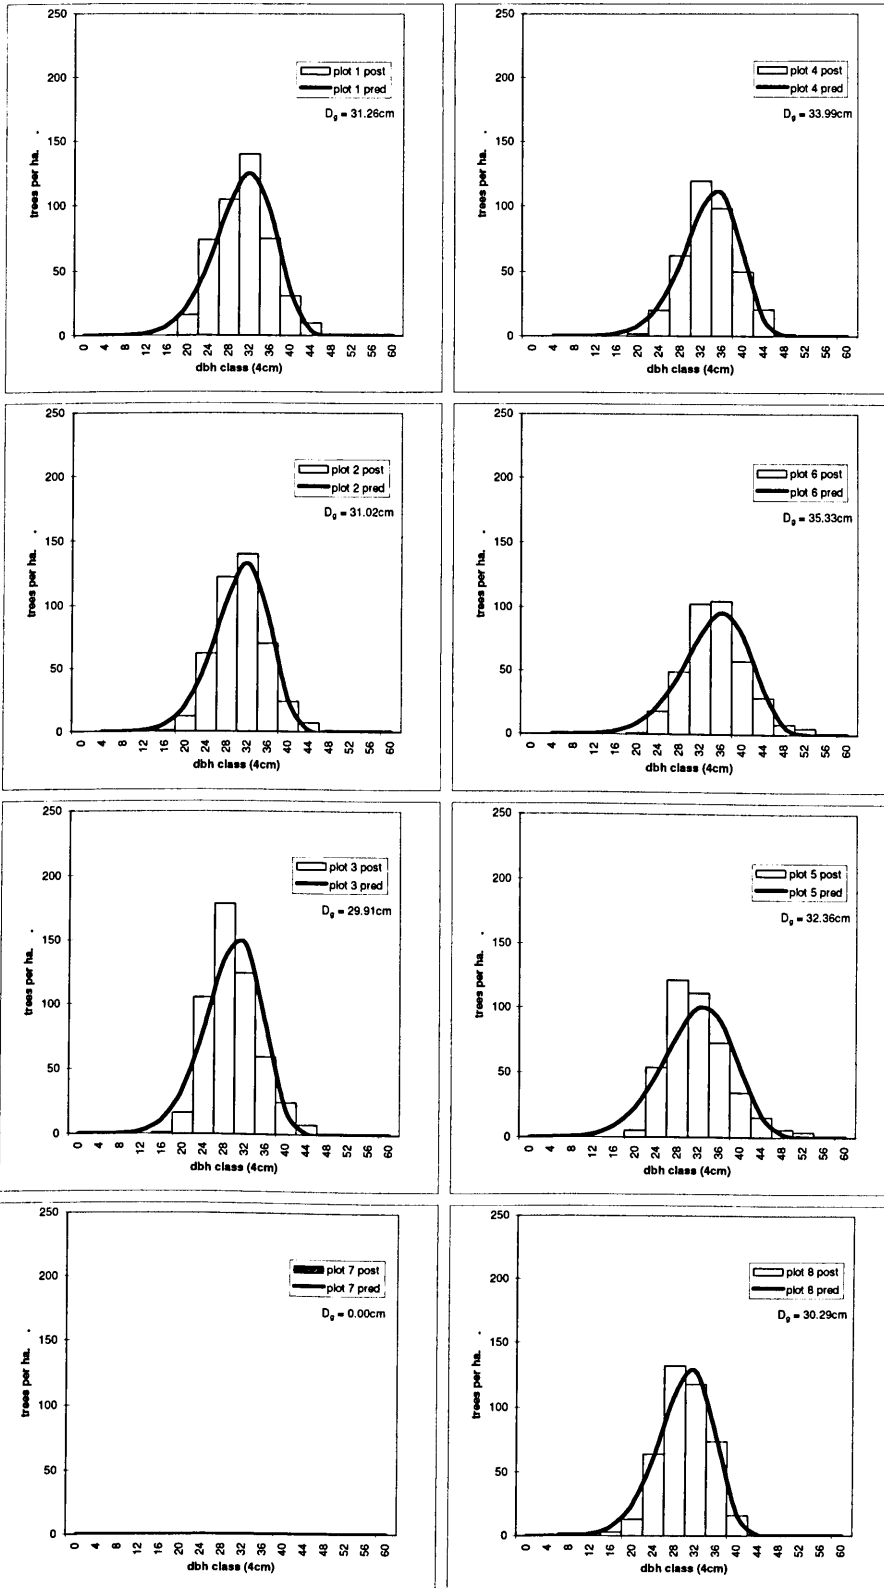 250
200
150
100
50
0
trees per ha.
plot 1 post
plot 1 pred
Dg = 31.26cm
0 4 8 12 16 20 24 28 32 36 40 44 48 52 56 60
dbh class (4cm)
250
200
150
100
50
0
trees per ha.
plot 4 post
plot 4 pred
Dg = 33.99cm
0 4 8 12 16 20 24 28 32 36 40 44 48 52 56 60
dbh class (4cm)
250
200
150
100
50
0
trees per ha.
plot 2 post
plot 2 pred
Dg = 31.02cm
0 4 8 12 16 20 24 28 32 36 40 44 48 52 56 60
dbh class (4cm)
250
200
150
100
50
0
trees per ha.
plot 6 post
plot 6 pred
Dg = 35.33cm
0 4 8 12 16 20 24 28 32 36 40 44 48 52 56 60
dbh class (4cm)
250
200
150
100
50
0
trees per ha.
plot 3 post
plot 3 pred
Dg = 29.91cm
0 4 8 12 16 20 24 28 32 36 40 44 48 52 56 60
dbh class (4cm)
250
200
150
100
50
0
trees per ha.
plot 5 post
plot 5 pred
Dg = 32.36cm
0 4 8 12 16 20 24 28 32 36 40 44 48 52 56 60
dbh class (4cm)
250
200
150
100
50
0
trees per ha.
plot 7 post
plot 7 pred
Dg = 0.00cm
0 4 8 12 16 20 24 28 32 36 40 44 48 52 56 60
dbh class (4cm)
250
200
150
100
50
0
trees per ha.
plot 8 post
plot 8 pred
Dg = 30.29cm
0 4 8 12 16 20 24 28 32 36 40 44 48 52 56 60
dbh class (4cm)